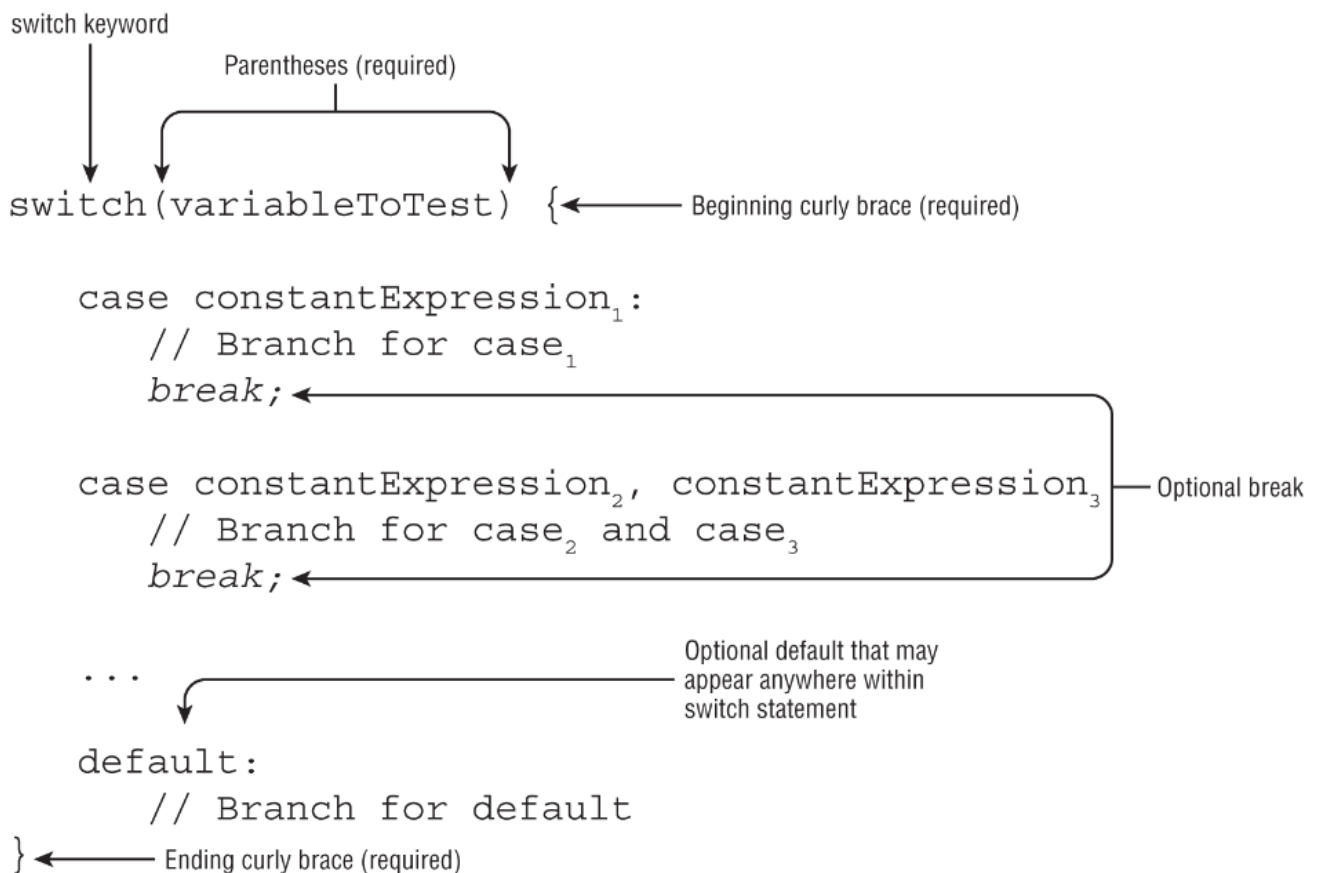 switch keyword
Parentheses (required)
switch(variableToTest) {
Beginning curly brace (required)
case constantExpression₁:
// Branch for case₁
break;
case constantExpression₂, constantExpression₃
// Branch for case₂ and case₃
break;
Optional break
...
Optional default that may
appear anywhere within
switch statement
default:
// Branch for default
}
Ending curly brace (required)